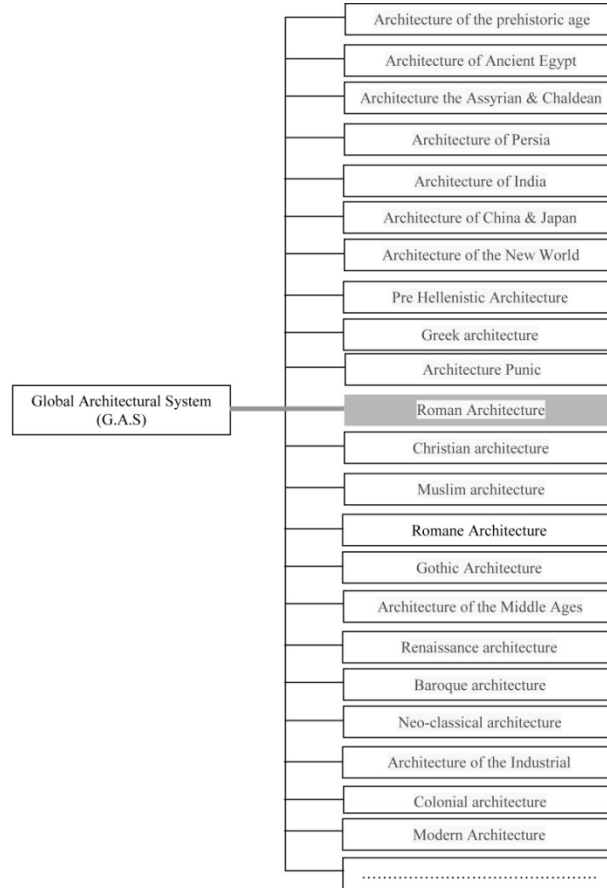 Architecture of the prehistoric age
Architecture of Ancient Egypt
Architecture the Assyrian & Chaldean
Architecture of Persia
Architecture of India
Architecture of China & Japan
Architecture of the New World
Pre Hellenistic Architecture
Greek architecture
Architecture Punic
Global Architectural System
(G.A.S)
Roman Architecture
Christian architecture
Muslim architecture
Romane Architecture
Gothic Architecture
Architecture of the Middle Ages
Renaissance architecture
Baroque architecture
Neo-classical architecture
Architecture of the Industrial
Colonial architecture
Modern Architecture
............................................